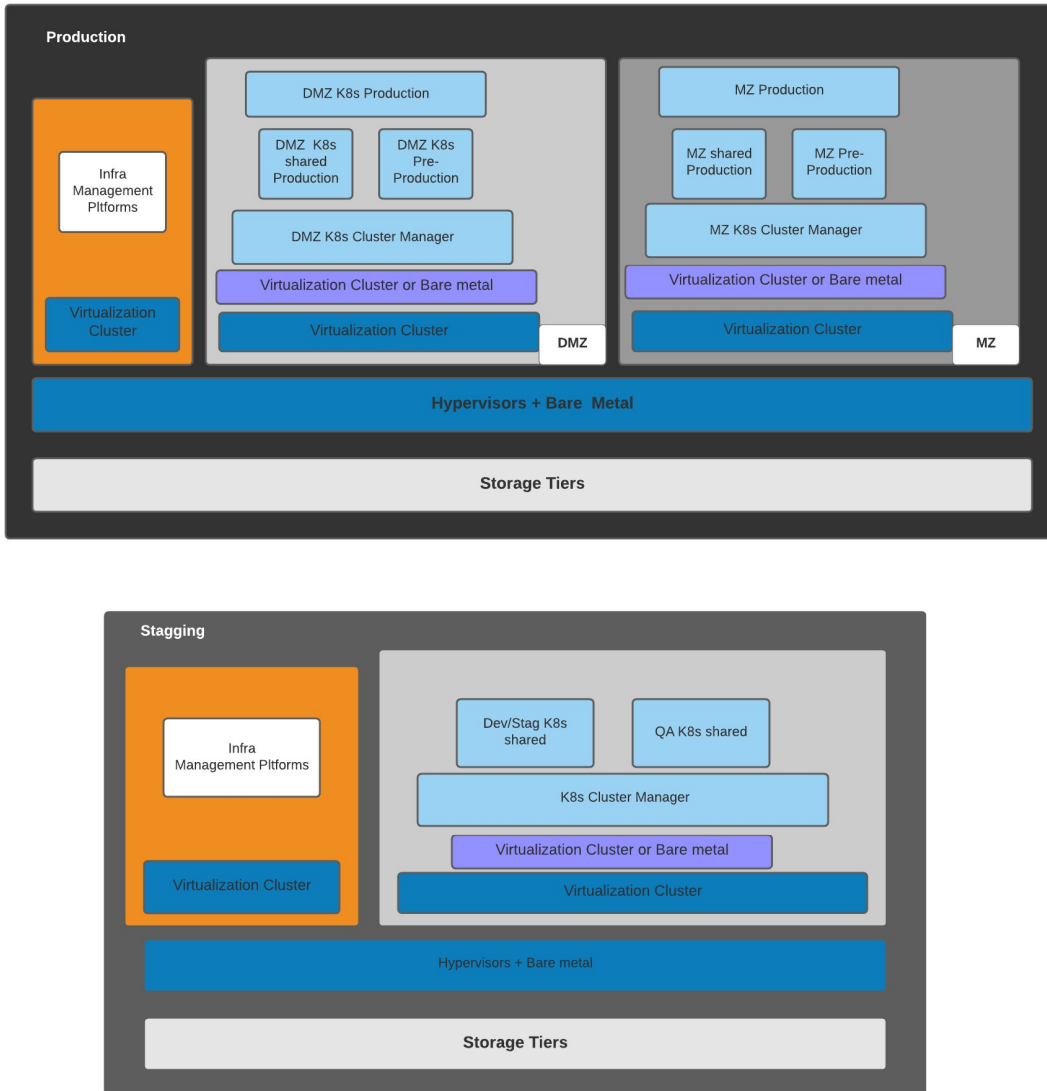 Production
Infra
Management
Pltforms
Virtualization
Cluster
DMZ K8s Production
DMZ K8s
shared
Production
DMZ K8s
Pre-
Production
DMZ K8s Cluster Manager
Virtualization Cluster or Bare metal
Virtualization Cluster
DMZ
MZ Production
MZ shared
Production
MZ Pre-
Production
MZ K8s Cluster Manager
Virtualization Cluster or Bare metal
Virtualization Cluster
MZ
Hypervisors + Bare Metal
Storage Tiers
Stagging
Infra
Management Pltforms
Virtualization Cluster
Dev/Stag K8s
shared
QA K8s shared
K8s Cluster Manager
Virtualization Cluster or Bare metal
Virtualization Cluster
Hypervisors + Bare metal
Storage Tiers